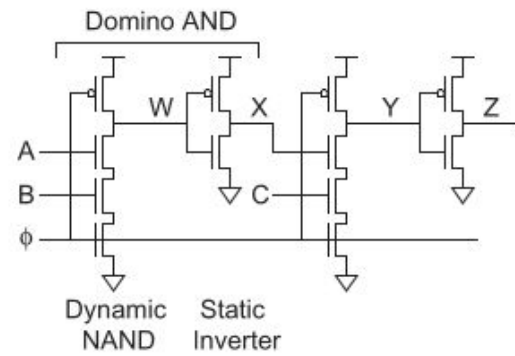 Domino AND
W
X
Y
Z
A
B
C
ϕ
Dynamic
NAND
Static
Inverter